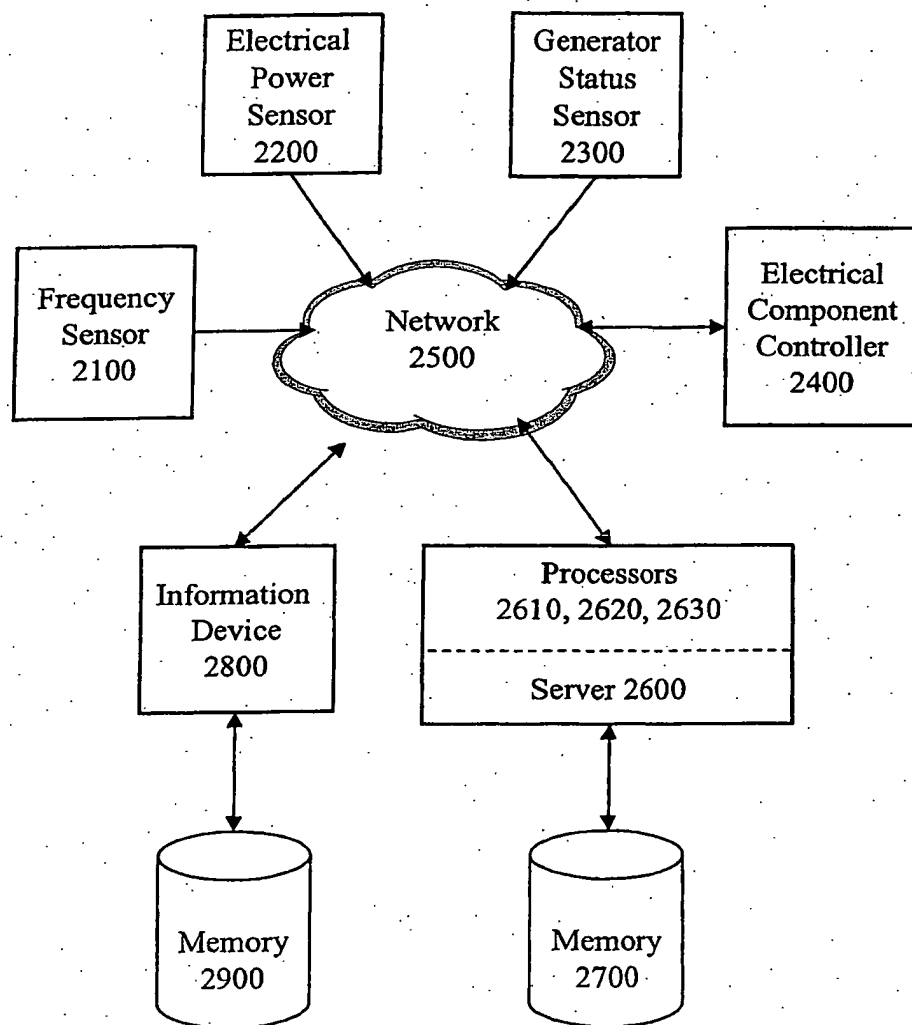 Electrical
Power
Sensor
2200
Generator
Status
Sensor
2300
Frequency
Sensor
2100
Network
2500
Electrical
Component
Controller
2400
Information
Device
2800
Processors
2610, 2620, 2630
Server 2600
Memory
2900
Memory
2700